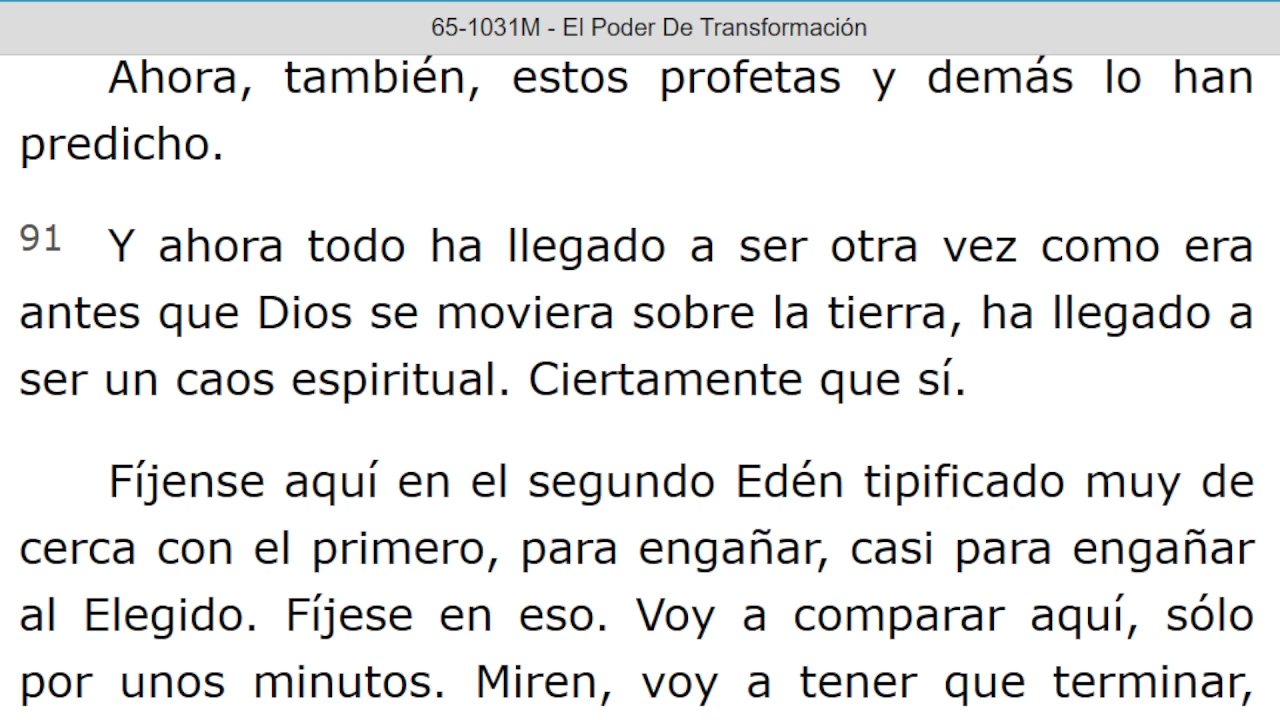 65-1031M - El Poder De Transformación
Ahora, también, estos profetas y demás lo han
predicho.
91 Y ahora todo ha llegado a ser otra vez como era
antes que Dios se moviera sobre la tierra, ha llegado a
ser un caos espiritual. Ciertamente que sí.
Fíjense aquí en el segundo Edén tipificado muy de
cerca con el primero, para engañar, casi para engañar
al Elegido. Fíjese en eso. Voy a comparar aquí, sólo
por unos minutos. Miren, voy a tener que terminar,